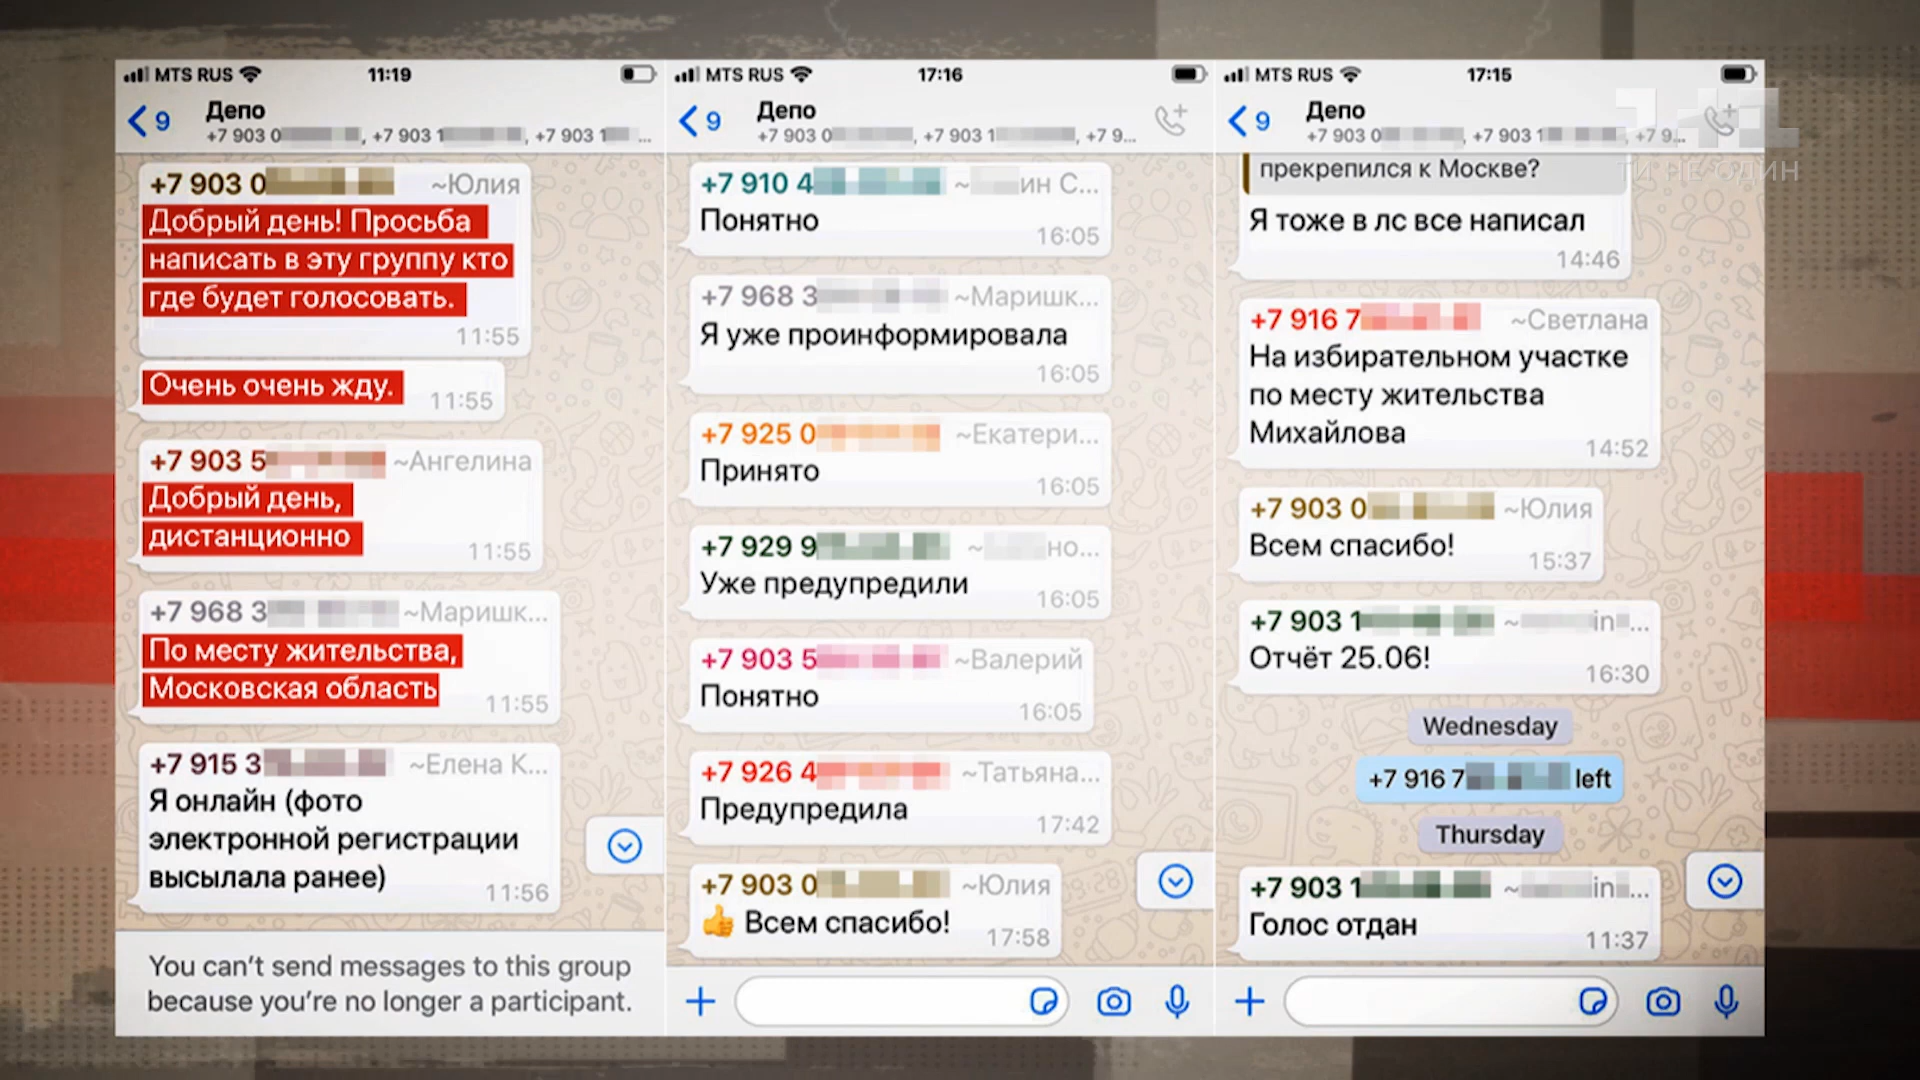 MTS RUS 11:19
9
Депо
+7 903 0 , +7 903 1 , +7 903 1 ...
+7 903 0 ~Юлия
Добрый день! Просьба
написать в эту группу кто
где будет голосовать.
11:55
Очень очень жду.
11:55
+7 903 5 ~Ангелина
Добрый день,
дистанционно
11:55
+7 968 3 ~Маришк...
По месту жительства,
Московская область
11:55
+7 915 3 ~Елена К...
Я онлайн (фото
электронной регистрации
высылала ранее)
11:56
You can't send messages to this group
because you're no longer a participant.
MTS RUS 17:16
9
Депо
+7 903 0 , +7 903 1 , +7 9...
+7 910 4 ~ ин С...
Понятно
16:05
+7 968 3 ~Маришк...
Я уже проинформировала
16:05
+7 925 0 ~Екатери...
Принято
16:05
+7 929 9 ~ но...
Уже предупредили
16:05
+7 903 5 ~Валерий
Понятно
16:05
+7 926 4 ~Татьяна...
Предупредила
17:42
+7 903 0 ~Юлия
👍 Всем спасибо!
17:58
MTS RUS 17:15
9
Депо
+7 903 0 , +7 903 1 , +7 9...
1+1
ТИ НЕ ОДИН
прекрепился к Москве?
Я тоже в лс все написал
14:46
+7 916 7 ~Светлана
На избирательном участке
по месту жительства
Михайлова
14:52
+7 903 0 ~Юлия
Всем спасибо!
15:37
+7 903 1 ~ in ...
Отчёт 25.06!
16:30
Wednesday
+7 916 7 left
Thursday
+7 903 1 ~ in ...
Голос отдан
11:37